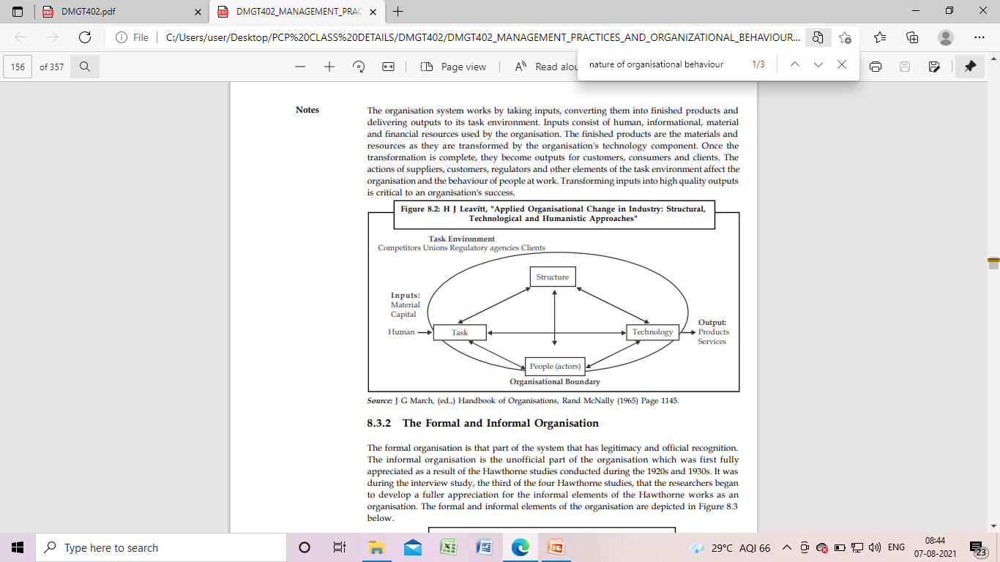 DMGT402.pdf
DMGT402_MANAGEMENT_PRAC
File
C:/Users/user/Desktop/PCP%20CLASS%20DETAILS/DMGT402/DMGT402_MANAGEMENT_PRACTICES_AND_ORGANIZATIONAL_BEHAVIOUR...
156 of 357
Page view
Read alou
nature of organisational behaviour 1/3
Notes
The organisation system works by taking inputs, converting them into finished products and
delivering outputs to its task environment. Inputs consist of human, informational, material
and financial resources used by the organisation. The finished products are the materials and
resources as they are transformed by the organisation's technology component. Once the
transformation is complete, they become outputs for customers, consumers and clients. The
actions of suppliers, customers, regulators and other elements of the task environment affect the
organisation and the behaviour of people at work. Transforming inputs into high quality outputs
is critical to an organisation's success.
Figure 8.2: H J Leavitt, "Applied Organisational Change in Industry: Structural,
Technological and Humanistic Approaches"
Task Environment
Competitors Unions Regulatory agencies Clients
Structure
Inputs:
Material
Capital
Human
Task
Technology
Output:
Products
Services
People (actors)
Organisational Boundary
Source: J G March, (ed.,) Handbook of Organisations, Rand McNally (1965) Page 1145.
8.3.2 The Formal and Informal Organisation
The formal organisation is that part of the system that has legitimacy and official recognition.
The informal organisation is the unofficial part of the organisation which was first fully
appreciated as a result of the Hawthorne studies conducted during the 1920s and 1930s. It was
during the interview study, the third of the four Hawthorne studies, that the researchers began
to develop a fuller appreciation for the informal elements of the Hawthorne works as an
organisation. The formal and informal elements of the organisation are depicted in Figure 8.3
below.
Type here to search
29°C AQI 66
ENG
08:44
07-08-2021
23